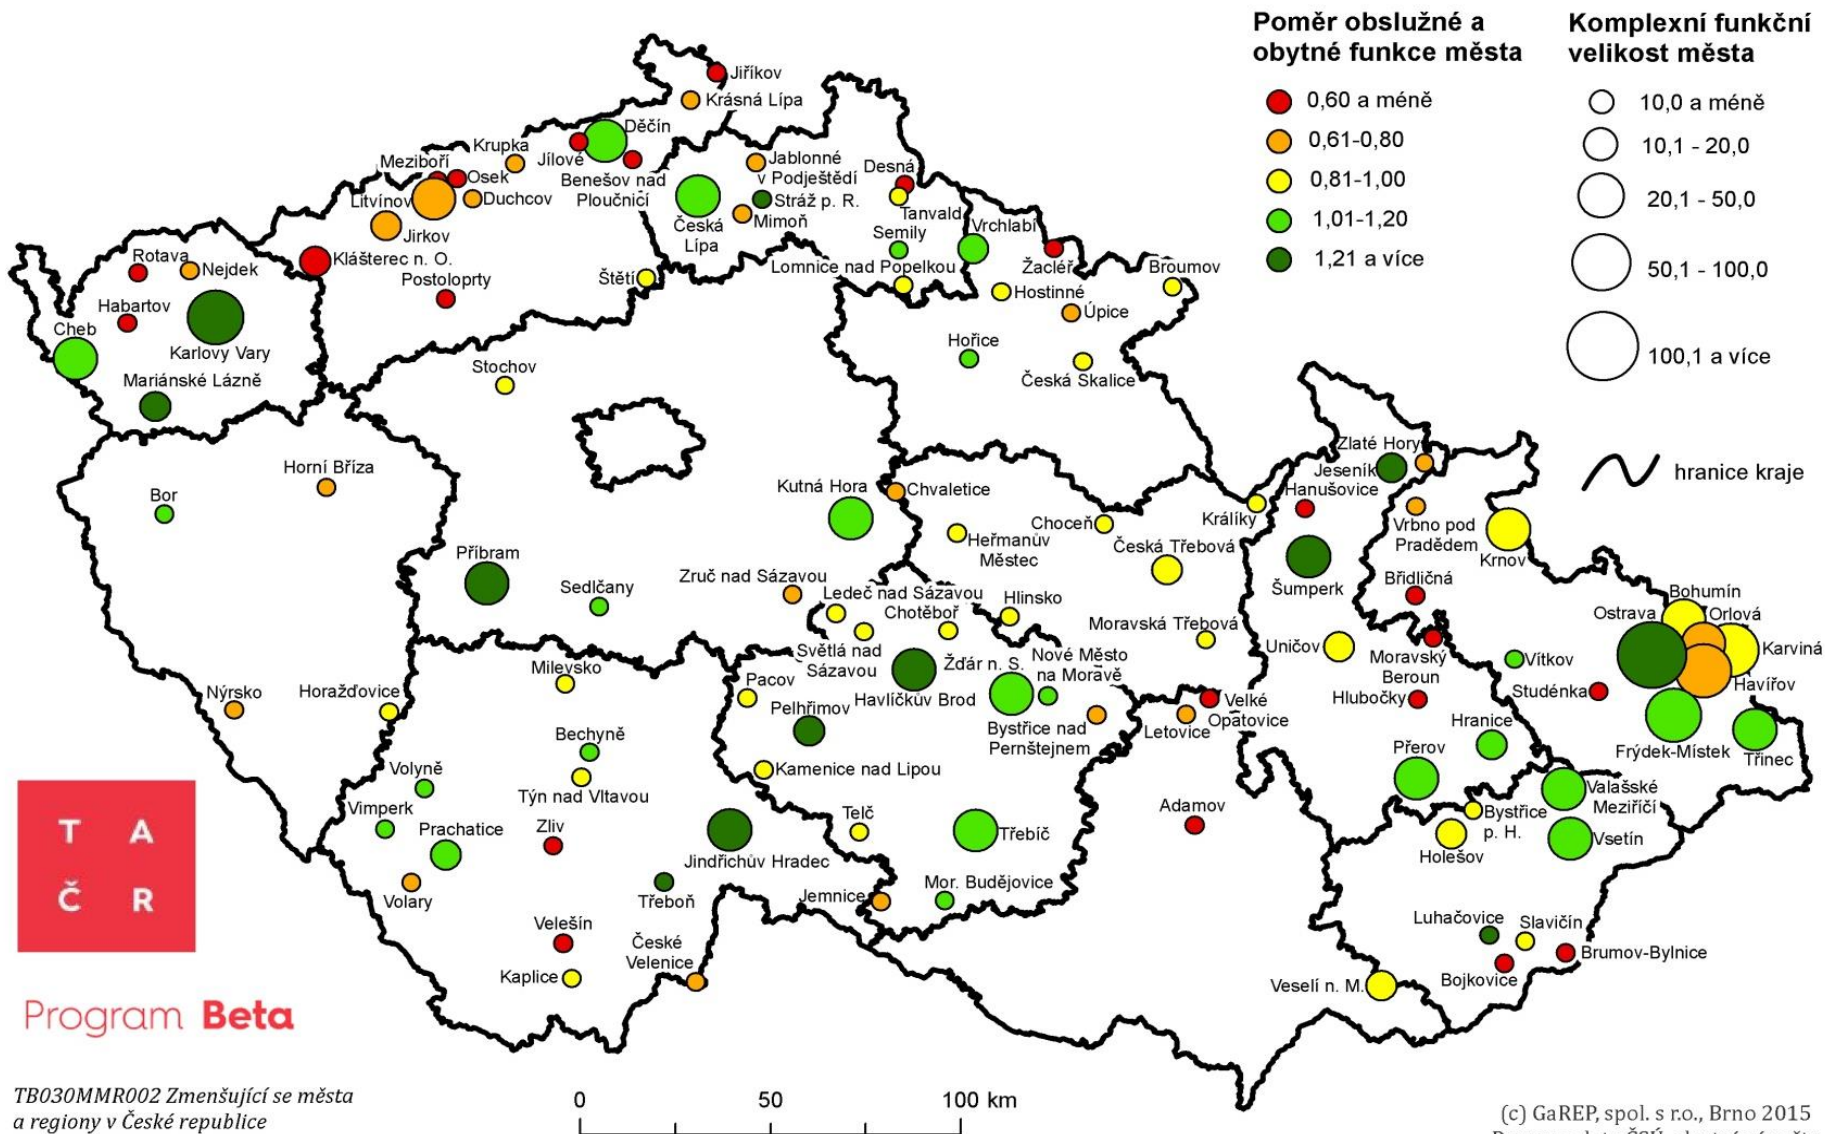 Poměr obslužné a
obytné funkce města
0,60 a méně
0,61-0,80
0,81-1,00
1,01-1,20
1,21 a více
Komplexní funkční
velikost města
10,0 a méně
10,1 - 20,0
20,1 - 50,0
50,1 - 100,0
100,1 a více
hranice kraje
Jiříkov
Krásná Lípa
Děčín
Krupka
Jílové
Meziboří
Osek
Benešov nad
Ploučnicí
Litvínov
Duchcov
Jirkov
Jablonné
v Podještědí
Stráž p. R.
Mimoň
Česká
Lípa
Desná
Tanvald
Semily
Vrchlabí
Lomnice nad Popelkou
Žacléř
Broumov
Hostinné
Úpice
Hořice
Česká Skalice
Rotava
Nejdek
Klášterec n. O.
Postoloprty
Štětí
Habartov
Cheb
Karlovy Vary
Mariánské Lázně
Stochov
Horní Bříza
Bor
Kutná Hora
Chvaletice
Choceň
Heřmanův
Městec
Česká Třebová
Králíky
Zlaté Hory
Jeseník
Hanušovice
Vrbno pod
Pradědem
Krnov
Šumperk
Břidličná
Příbram
Sedlčany
Zruč nad Sázavou
Ledeč nad Sázavou
Chotěboř
Hlinsko
Moravská Třebová
Uničov
Moravský
Beroun
Hlubočky
Bohumín
Ostrava
Orlová
Karviná
Havířov
Vítkov
Studénka
Frýdek-Místek
Třinec
Světlá nad
Sázavou
Havlíčkův Brod
Žďár n. S.
Nové Město
na Moravě
Bystřice nad
Pernštejnem
Velké
Opatovice
Letovice
Hranice
Přerov
Milevsko
Pacov
Pelhřimov
Nýrsko
Horažďovice
Bechyně
Týn nad Vltavou
Kamenice nad Lipou
Volyně
Vimperk
Prachatice
Zliv
Jindřichův Hradec
Telč
Třebíč
Adamov
Valašské
Meziříčí
Bystřice
p. H.
Holešov
Vsetín
Volary
Třeboň
Jemnice
Mor. Budějovice
Velešín
České
Velenice
Kaplice
Luhačovice
Slavičín
Brumov-Bylnice
Bojkovice
Veselí n. M.
T A
Č R
Program Beta
TB030MMR002 Zmenšující se města
a regiony v České republice
0 50 100 km
(c) GaREP, spol. s r.o., Brno 2015